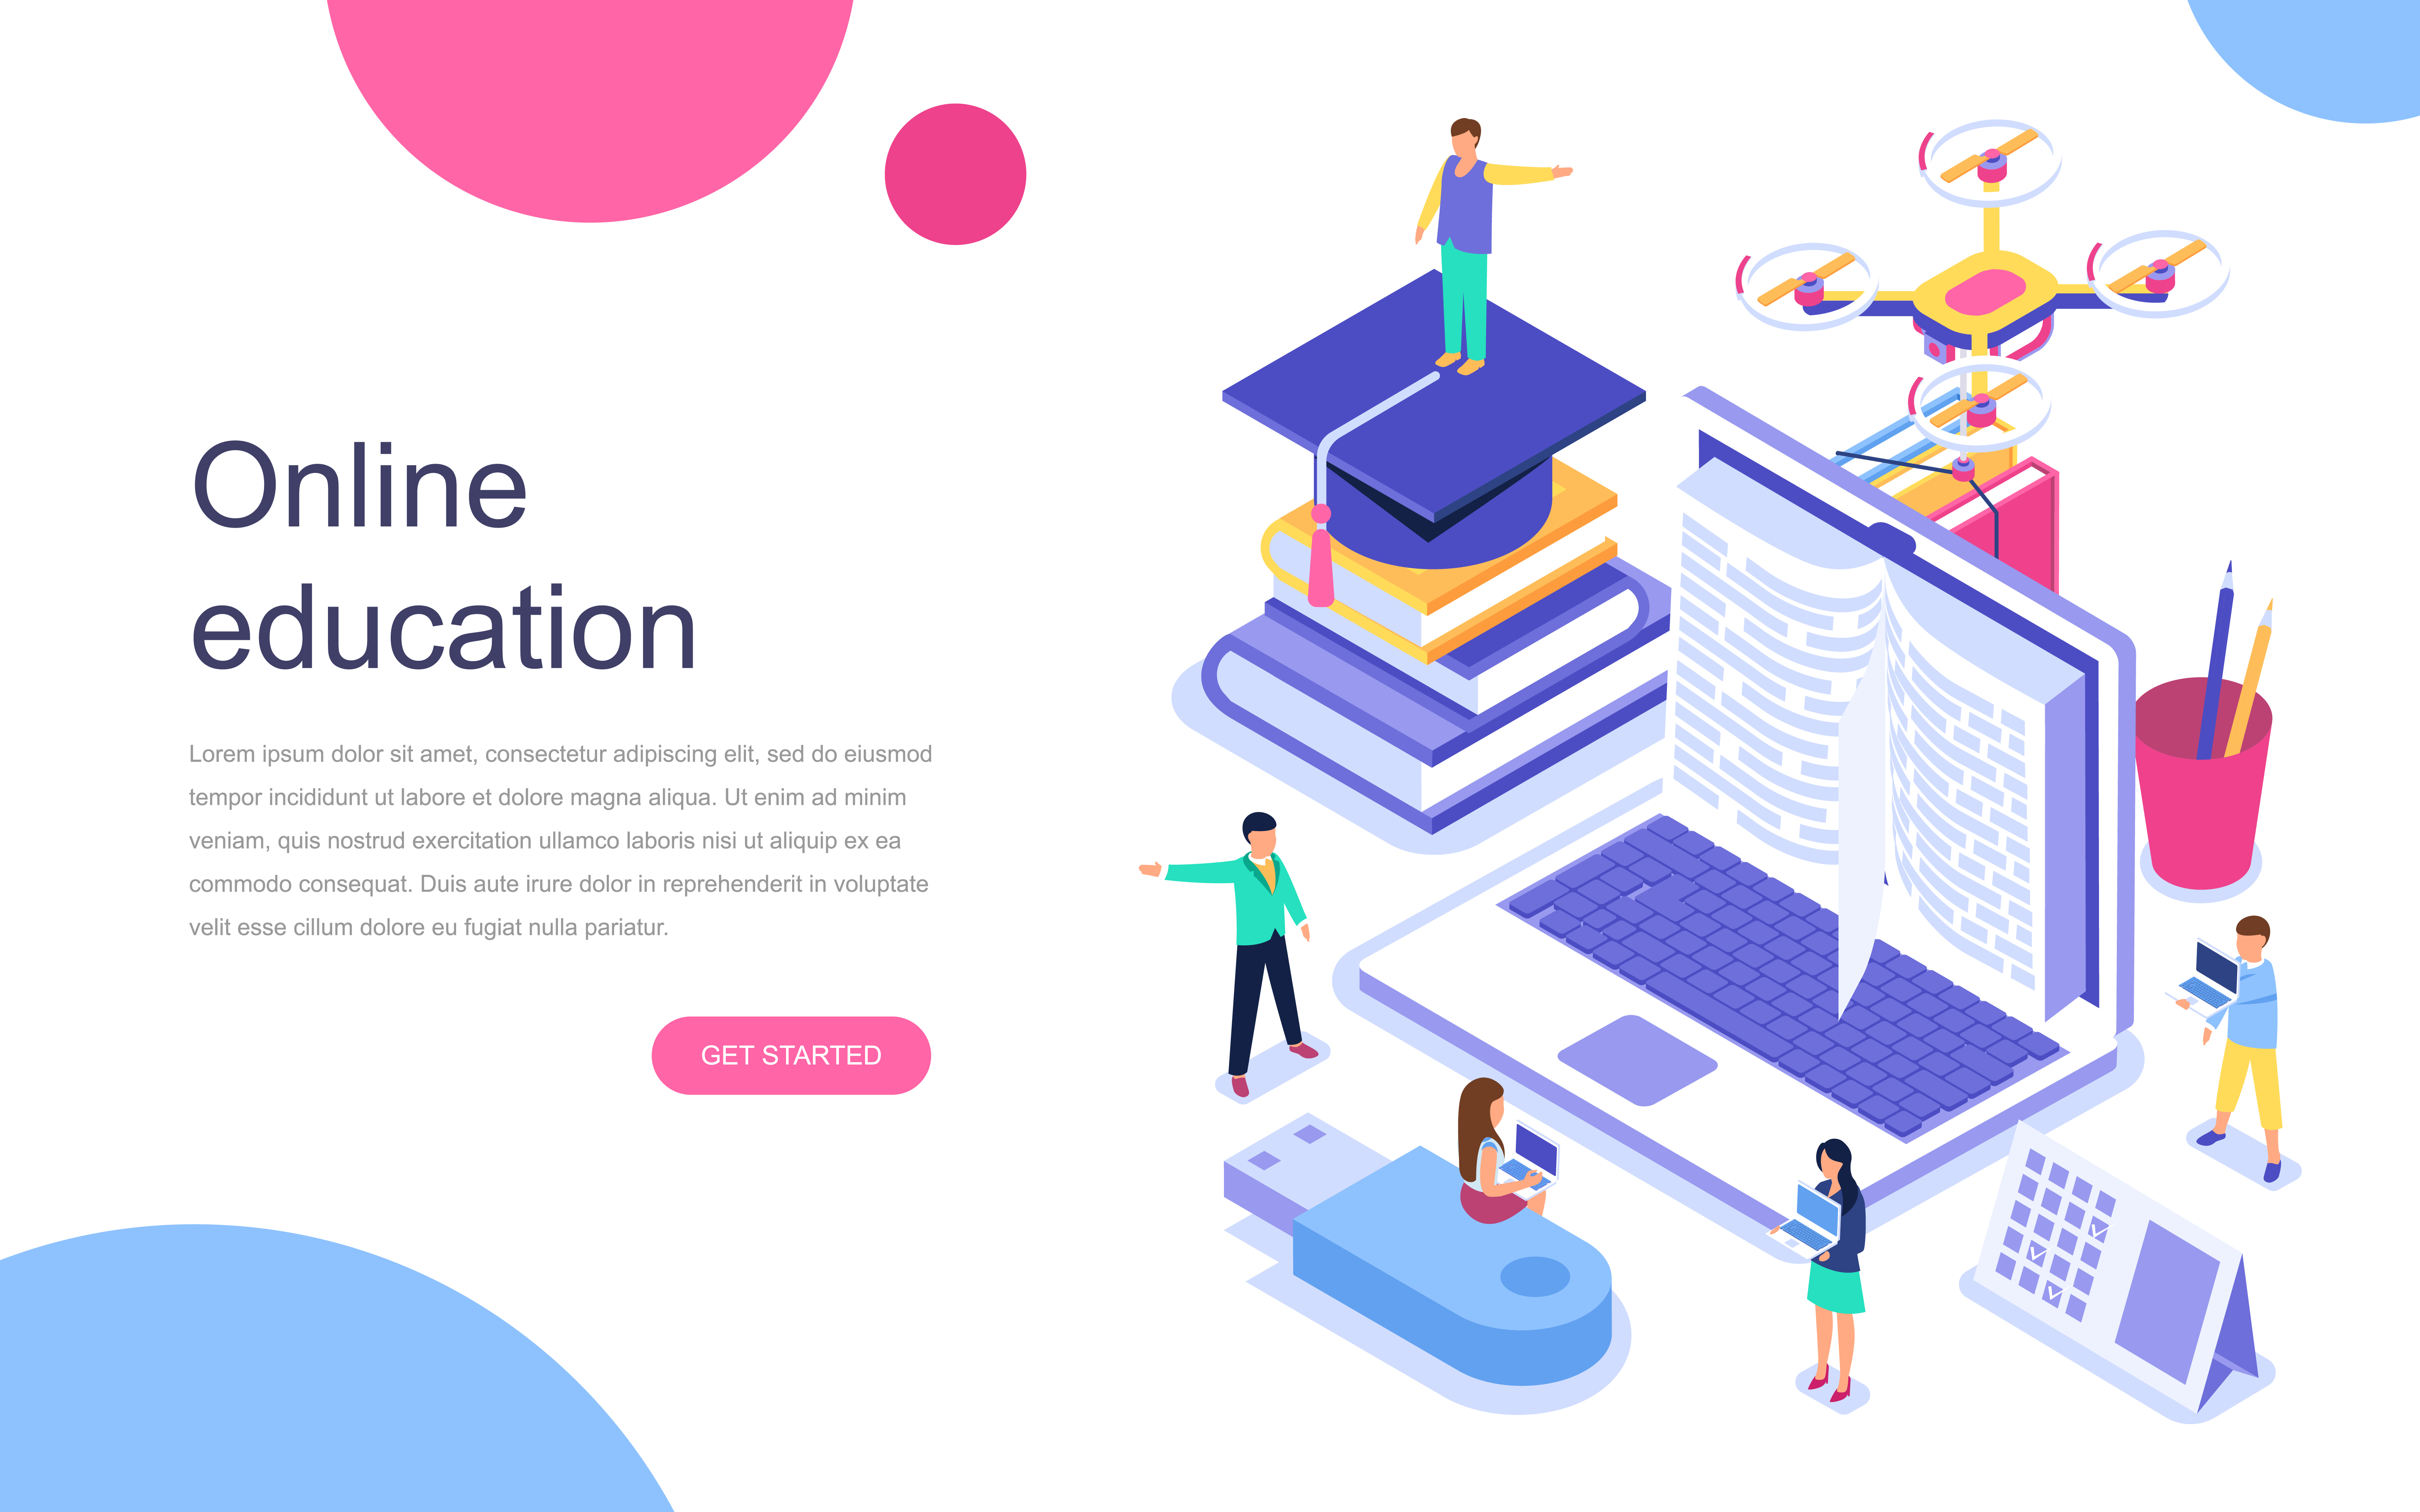 Online
education
Lorem ipsum dolor sit amet, consectetur adipiscing elit, sed do eiusmod
tempor incididunt ut labore et dolore magna aliqua. Ut enim ad minim
veniam, quis nostrud exercitation ullamco laboris nisi ut aliquip ex ea
commodo consequat. Duis aute irure dolor in reprehenderit in voluptate
velit esse cillum dolore eu fugiat nulla pariatur.
GET STARTED